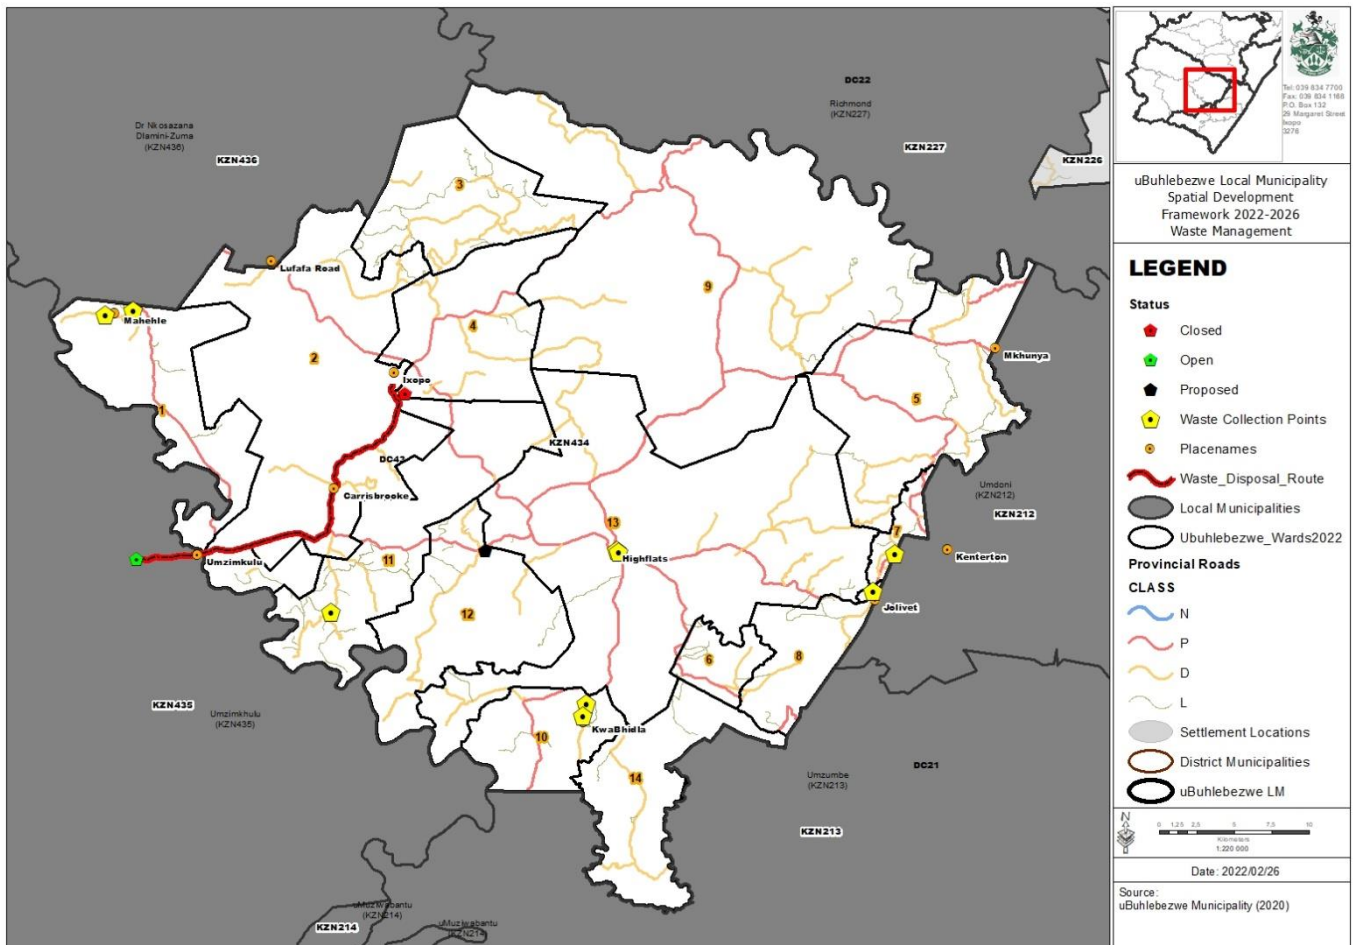 DC22
Richmond
(KZN227)
Dr Nkosazana
Dlamini-Zuma
(KZN436)
KZN436
KZN227
KZN226
3
Lufafa Road
9
Mahehle
4
2
Mkhunya
Ixopo
1
5
KZN434
DC43
Carrisbrooke
Umdoni
(KZN212)
KZN212
13
7
Highflats
Kenterton
Umzimkulu
11
12
Jolivet
6
8
KZN435
Umzimkhulu
(KZN435)
KwaBhidla
10
14
DC21
Umzumbe
(KZN213)
KZN213
uMuziwabantu
(KZN214)
KZN214
uMuziwabantu
(KZN214
Tel: 039 834 7700
Fax: 039 834 1168
P.O. Box 132
29 Margaret Street
Ixopo
3276
uBuhlebezwe Local Municipality
Spatial Development
Framework 2022-2026
Waste Management
LEGEND
Status
Closed
Open
Proposed
Waste Collection Points
Placenames
Waste_Disposal_Route
Local Municipalities
Ubuhlebezwe_Wards2022
Provincial Roads
CLASS
N
P
D
L
Settlement Locations
District Municipalities
uBuhlebezwe LM
N
0 1,25 2,5 5 7,5 10
Kilometers
1:220 000
Date: 2022/02/26
Source:
uBuhlebezwe Municipality (2020)